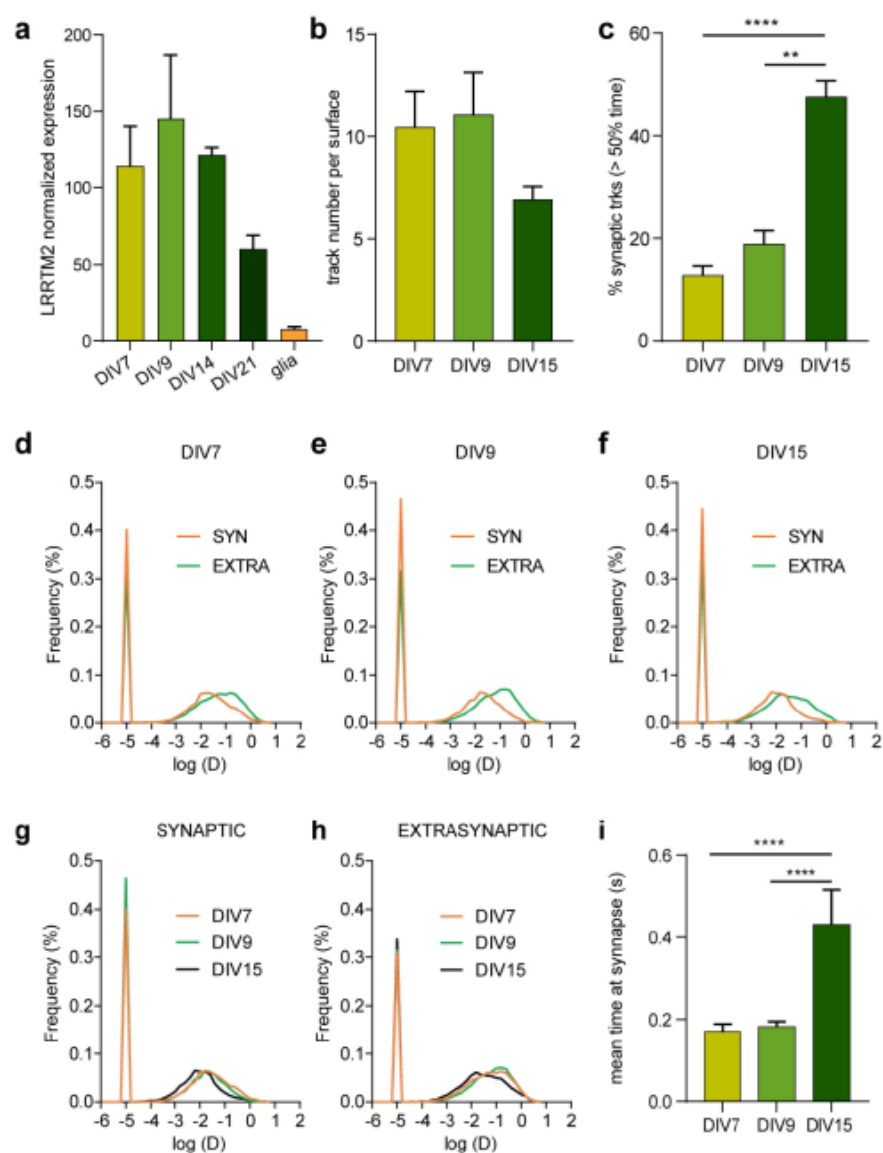 a
LRRTM2 normalized expression
200
150
100
50
0
DIV7
DIV9
DIV14
DIV21
glia
b
track number per surface
15
10
5
0
DIV7
DIV9
DIV15
c
% synaptic trks (> 50% time)
60
40
20
0
****
**
DIV7
DIV9
DIV15
d
DIV7
Frequency (%)
0.5
0.4
0.3
0.2
0.1
0.0
SYN
EXTRA
-6 -5 -4 -3 -2 -1 0 1 2
log (D)
e
DIV9
Frequency (%)
0.5
0.4
0.3
0.2
0.1
0.0
SYN
EXTRA
-6 -5 -4 -3 -2 -1 0 1 2
log (D)
f
DIV15
Frequency (%)
0.5
0.4
0.3
0.2
0.1
0.0
SYN
EXTRA
-6 -5 -4 -3 -2 -1 0 1 2
log (D)
g
SYNAPTIC
Frequency (%)
0.5
0.4
0.3
0.2
0.1
0.0
DIV7
DIV9
DIV15
-6 -5 -4 -3 -2 -1 0 1 2
log (D)
h
EXTRASYNAPTIC
Frequency (%)
0.5
0.4
0.3
0.2
0.1
0.0
DIV7
DIV9
DIV15
-6 -5 -4 -3 -2 -1 0 1 2
log (D)
i
mean time at synnapse (s)
0.6
0.4
0.2
0.0
****
****
DIV7
DIV9
DIV15